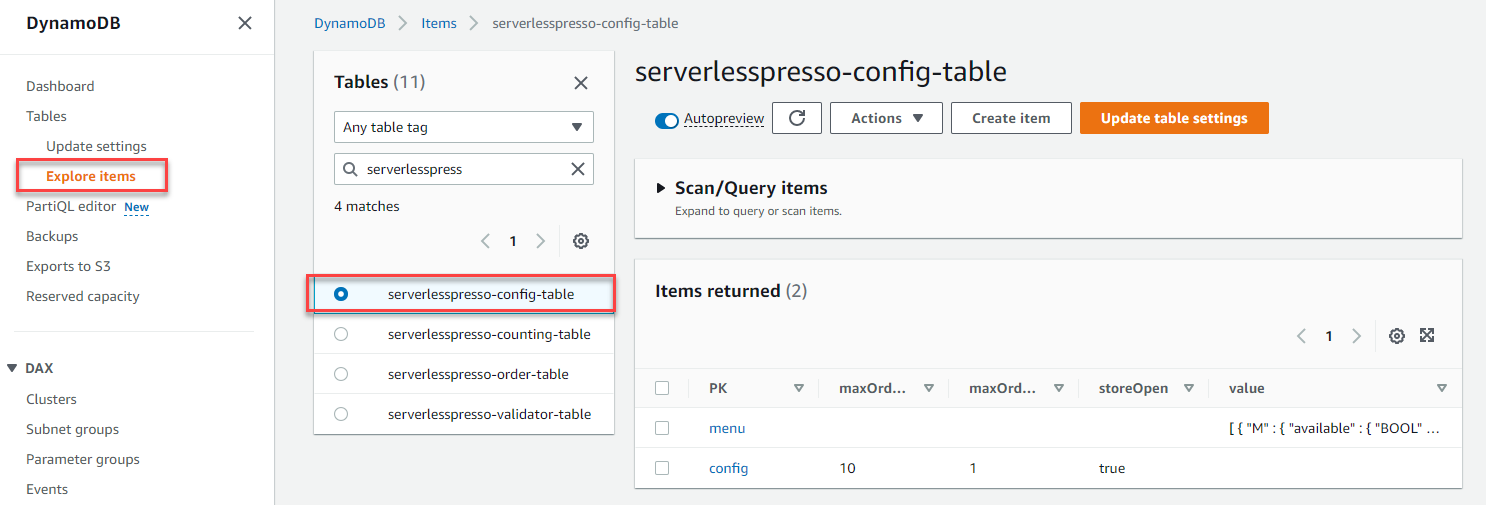 DynamoDB
Dashboard
Tables
Update settings
Explore items
PartiQL editor New
Backups
Exports to S3
Reserved capacity
DAX
Clusters
Subnet groups
Parameter groups
Events
DynamoDB > Items > serverlesspresso-config-table
Tables (11)
Any table tag
serverlesspress
4 matches
1
serverlesspresso-config-table
serverlesspresso-counting-table
serverlesspresso-order-table
serverlesspresso-validator-table
serverlesspresso-config-table
Autopreview Actions Create item Update table settings
Scan/Query items
Expand to query or scan items.
Items returned (2)
1
PK maxOrd... maxOrd... storeOpen value
menu [ { "M" : { "available" : { "BOOL" ...
config 10 1 true